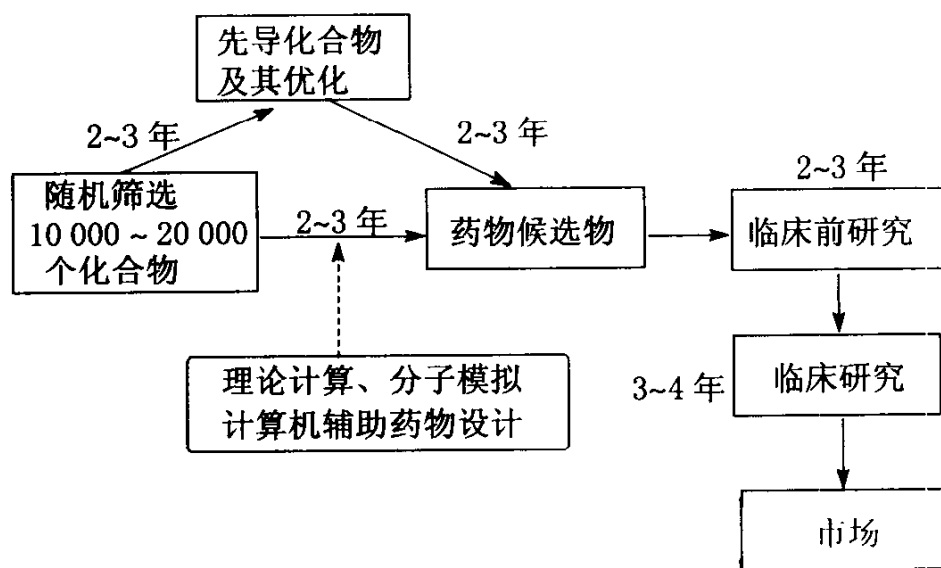 先导化合物
及其优化
2~3 年
2~3 年
随机筛选
10 000 ~ 20 000
个化合物
2~3 年
药物候选物
2~3 年
临床前研究
理论计算、分子模拟
计算机辅助药物设计
3~4 年
临床研究
市场